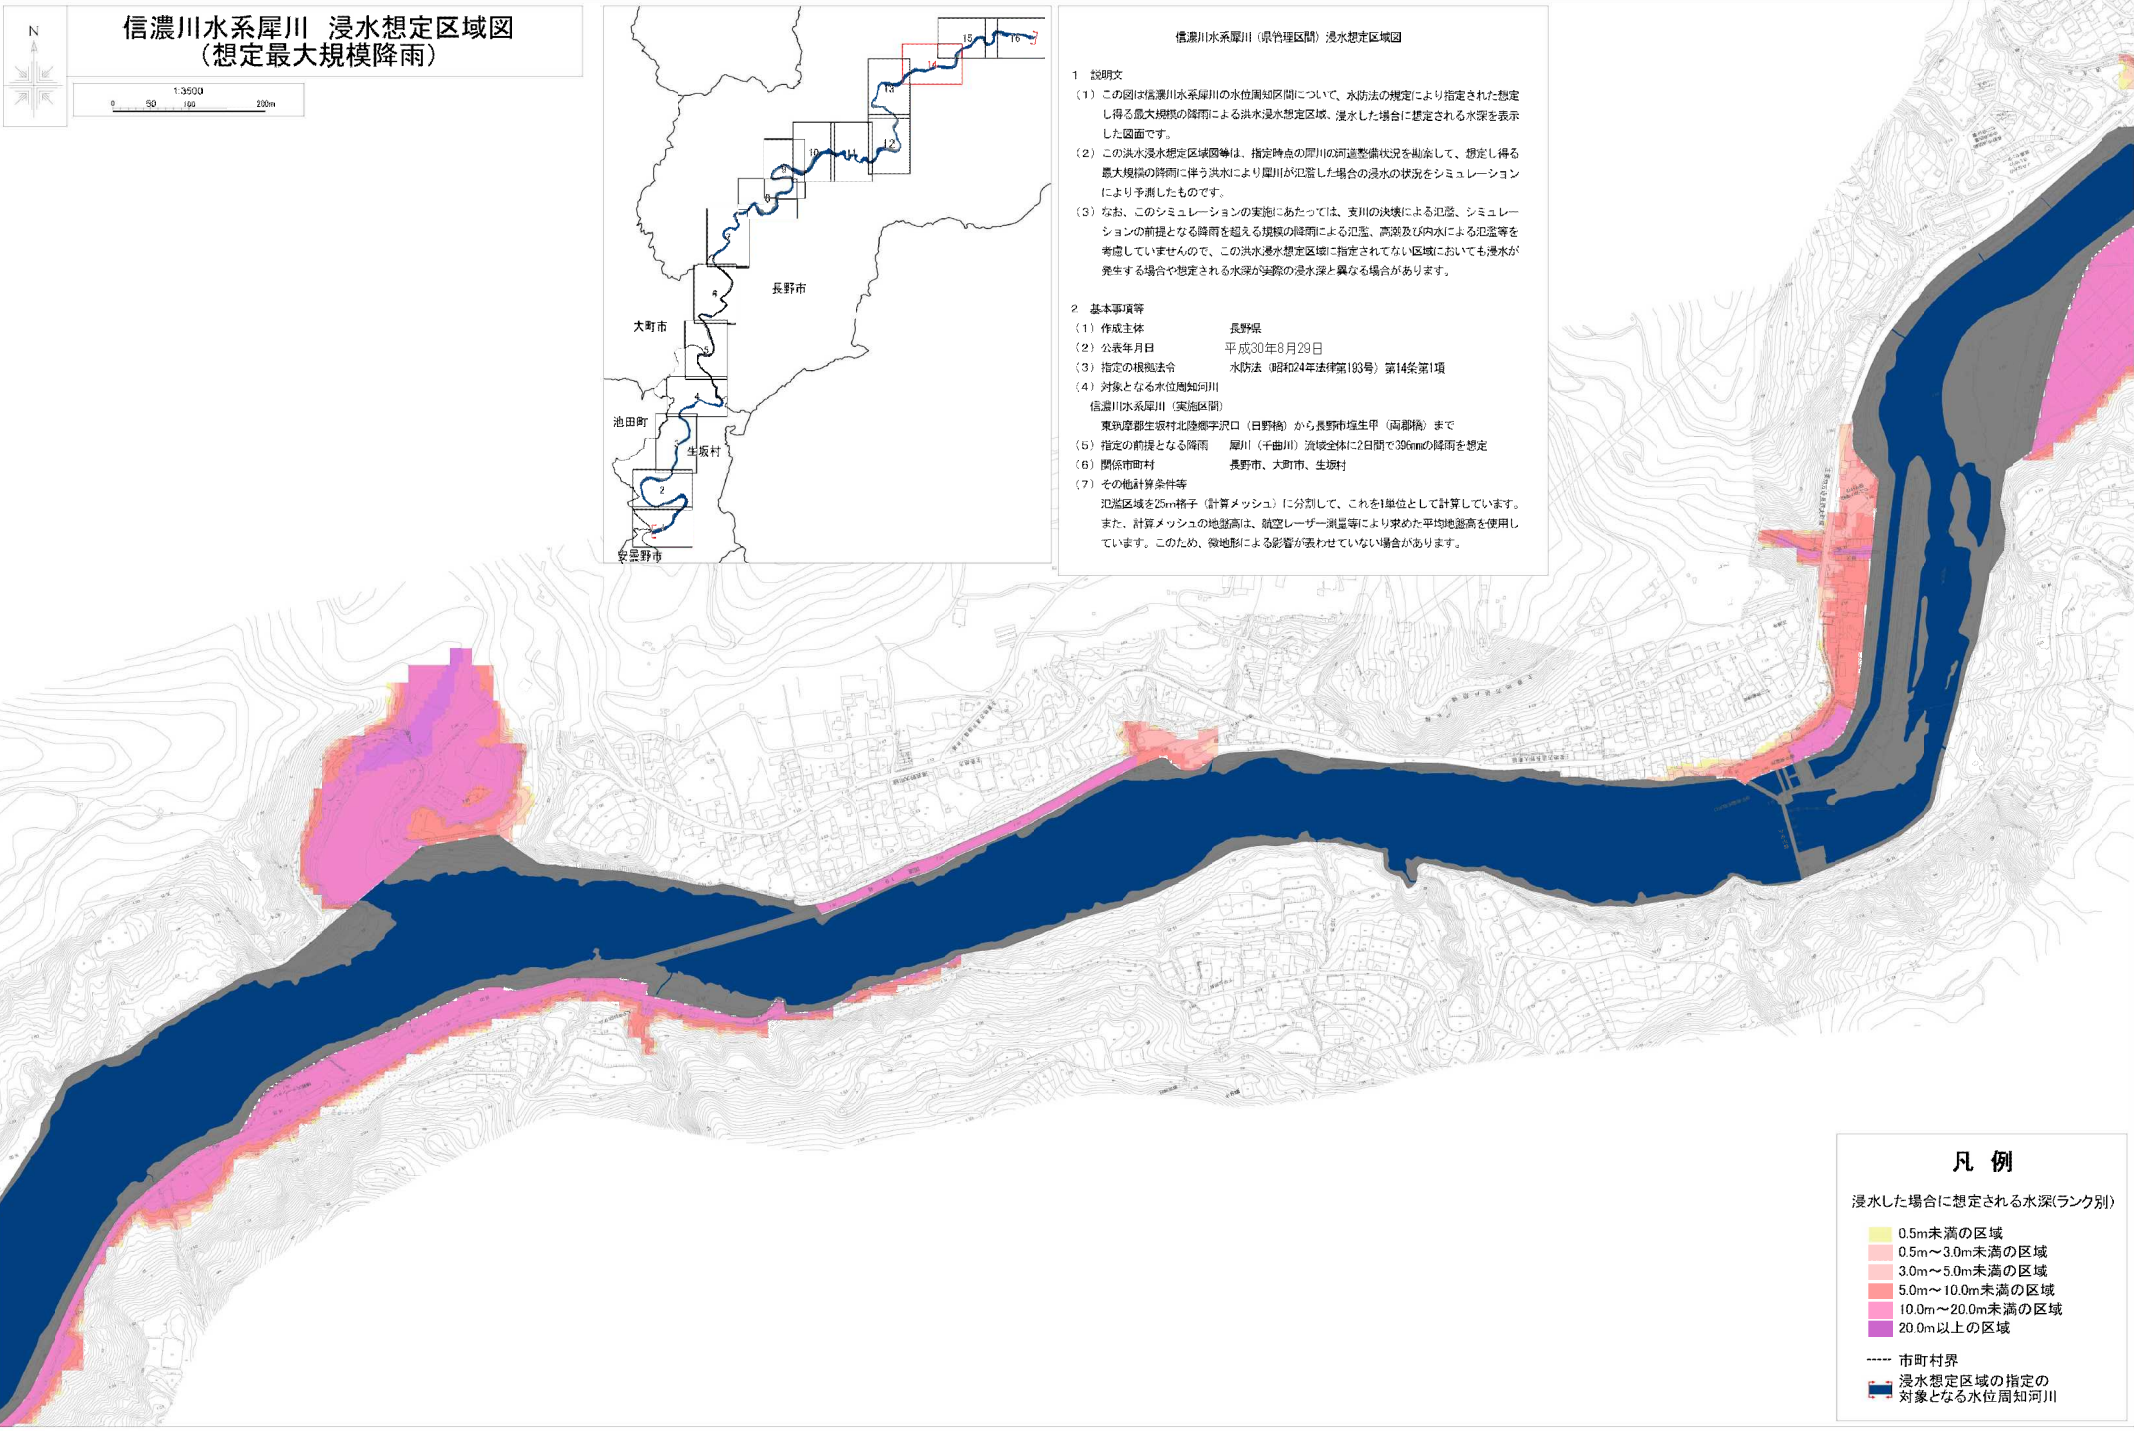 N
信濃川水系犀川 浸水想定区域図
(想定最大規模降雨)
1:3500
0 50 100 200m
15
16
14
13
12
10
11
9
8
7
6
長野市
大町市
5
4
池田町
3
生坂村
2
安曇野市
信濃川水系犀川（県管理区間）浸水想定区域図
1 説明文
（1）この図は信濃川水系犀川の水位周知区間について、水防法の規定により指定された想定
し得る最大規模の降雨による洪水浸水想定区域、浸水した場合に想定される水深を表示
した図面です。
（2）この洪水浸水想定区域図等は、指定時点の犀川の河道整備状況を勘案して、想定し得る
最大規模の降雨に伴う洪水により犀川が氾濫した場合の浸水の状況をシミュレーション
により予測したものです。
（3）なお、このシミュレーションの実施にあたっては、支川の決壊による氾濫、シミュレー
ションの前提となる降雨を超える規模の降雨による氾濫、高潮及び内水による氾濫等を
考慮していませんので、この洪水浸水想定区域に指定されてない区域においても浸水が
発生する場合や想定される水深が実際の浸水深と異なる場合があります。
2 基本事項等
（1）作成主体 長野県
（2）公表年月日 平成30年8月29日
（3）指定の根拠法令 水防法（昭和24年法律第193号）第14条第1項
（4）対象となる水位周知河川
信濃川水系犀川（実施区間）
東筑摩郡生坂村北陸郷字沢口（日野橋）から長野市塩生甲（両郡橋）まで
（5）指定の前提となる降雨 犀川（千曲川）流域全体に2日間で396mmの降雨を想定
（6）関係市町村 長野市、大町市、生坂村
（7）その他計算条件等
氾濫区域を25m格子（計算メッシュ）に分割して、これを1単位として計算しています。
また、計算メッシュの地盤高は、航空レーザー測量等により求めた平均地盤高を使用し
ています。このため、微地形による影響が表わせていない場合があります。
凡 例
浸水した場合に想定される水深(ランク別)
0.5m未満の区域
0.5m～3.0m未満の区域
3.0m～5.0m未満の区域
5.0m～10.0m未満の区域
10.0m～20.0m未満の区域
20.0m以上の区域
市町村界
浸水想定区域の指定の
対象となる水位周知河川